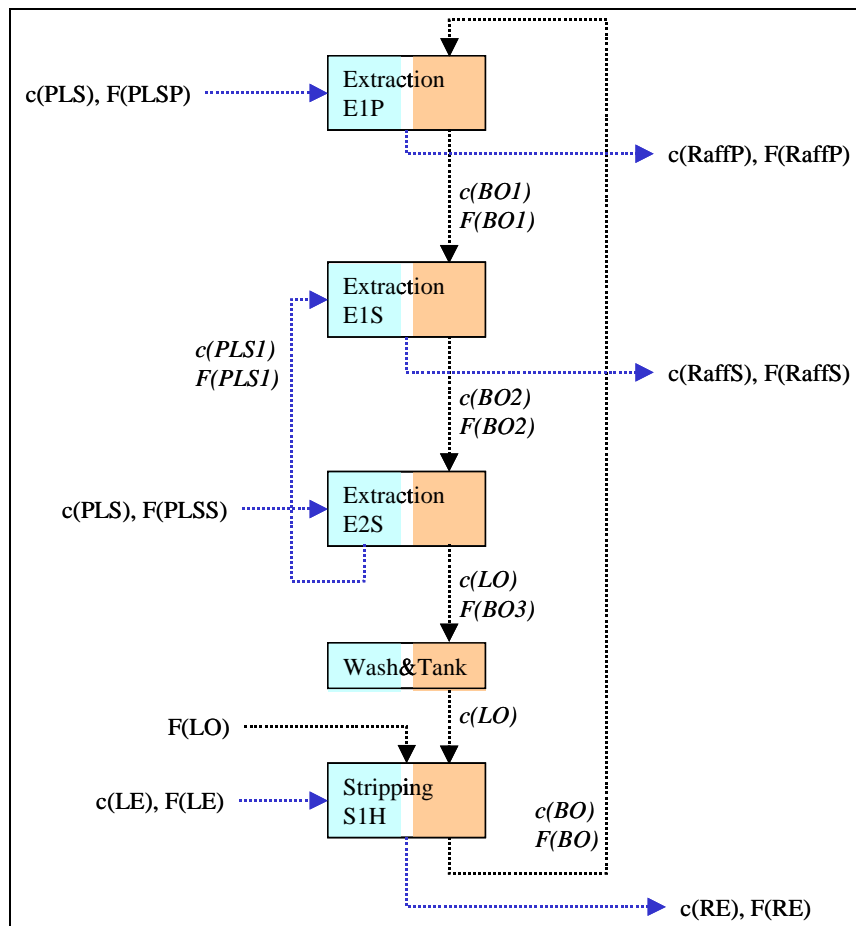 Extraction
E1P
c(PLS), F(PLSP)
c(RaffP), F(RaffP)
c(BO1)
F(BO1)
Extraction
E1S
c(PLS1)
F(PLS1)
c(RaffS), F(RaffS)
c(BO2)
F(BO2)
Extraction
E2S
c(PLS), F(PLSS)
c(LO)
F(BO3)
Wash&Tank
c(LO)
F(LO)
Stripping
S1H
c(LE), F(LE)
c(BO)
F(BO)
c(RE), F(RE)